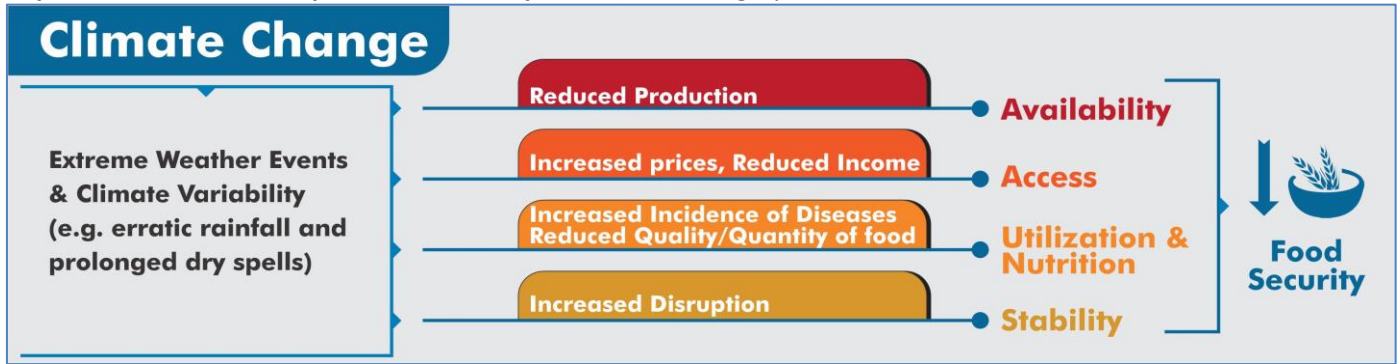 Climate Change
Extreme Weather Events
& Climate Variability
(e.g. erratic rainfall and
prolonged dry spells)
Reduced Production
Availability
Increased prices, Reduced Income
Access
Increased Incidence of Diseases
Reduced Quality/Quantity of food
Utilization &
Nutrition
Increased Disruption
Stability
Food
Security